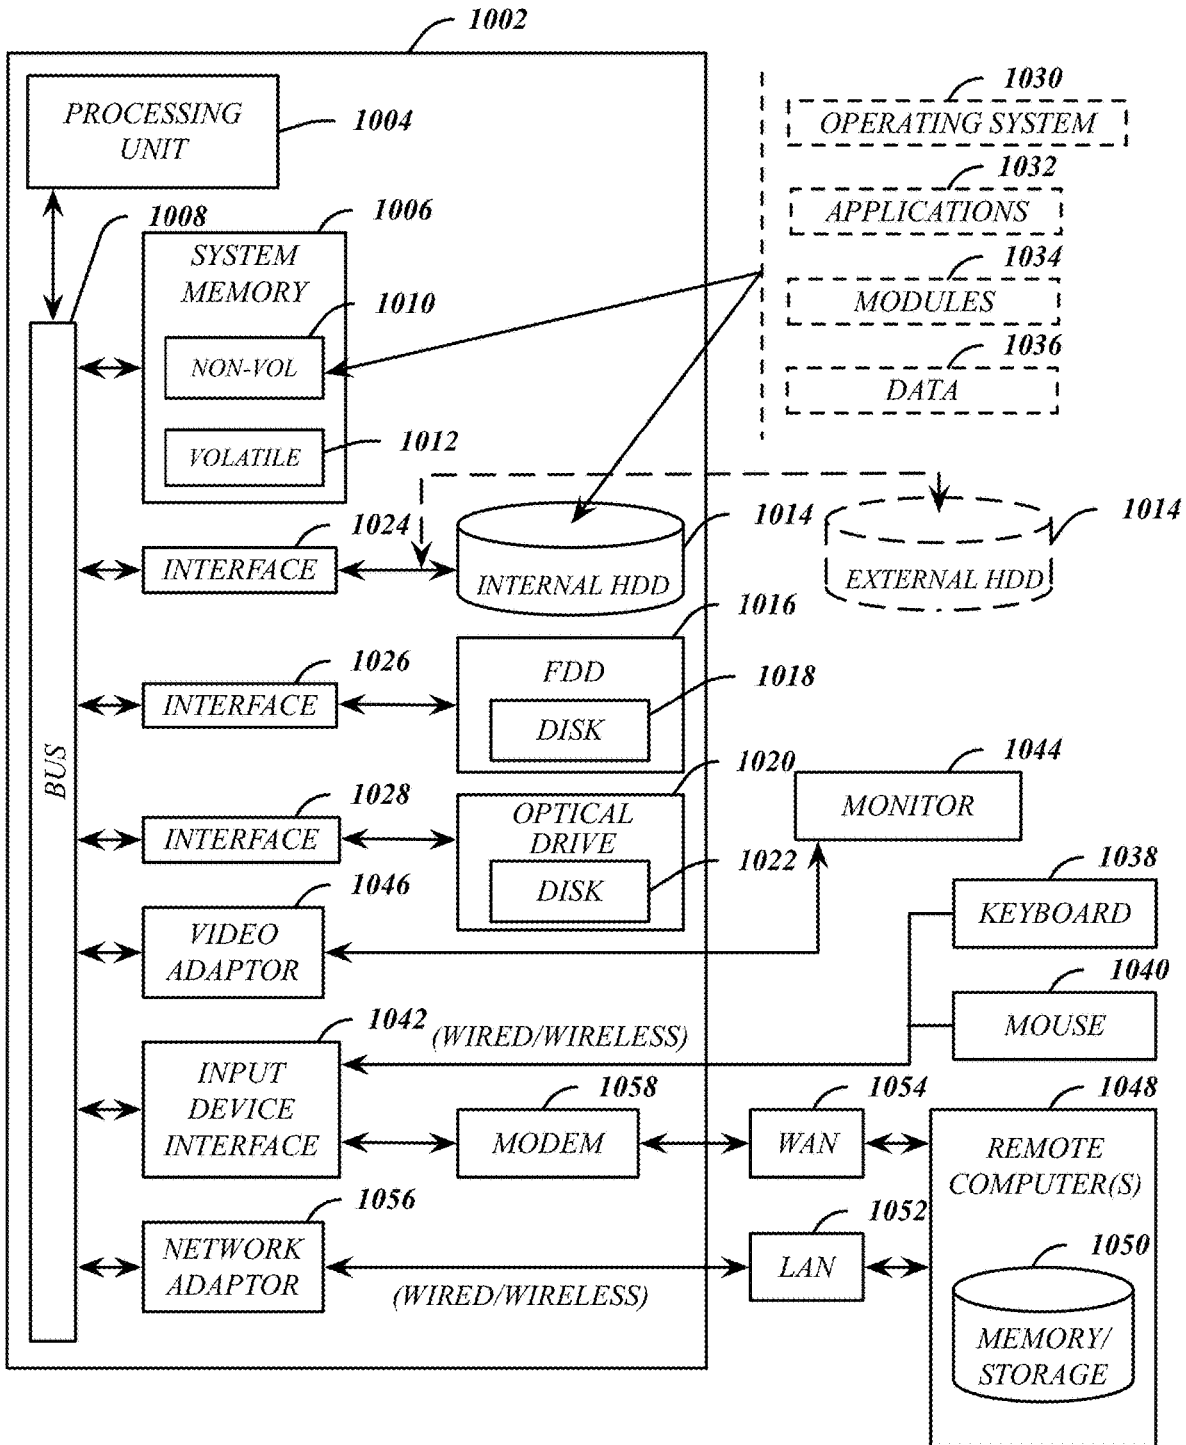 1002
PROCESSING
UNIT
1004
1030
OPERATING SYSTEM
1032
APPLICATIONS
1034
MODULES
1036
DATA
1008
1006
SYSTEM
MEMORY
1010
NON-VOL
1012
VOLATILE
BUS
1024
INTERFACE
1014
INTERNAL HDD
1014
EXTERNAL HDD
1026
INTERFACE
1016
FDD
1018
DISK
1028
INTERFACE
1020
OPTICAL
DRIVE
1022
DISK
1044
MONITOR
1046
VIDEO
ADAPTOR
1038
KEYBOARD
1040
MOUSE
1042
INPUT
DEVICE
INTERFACE
(WIRED/WIRELESS)
1058
MODEM
1054
WAN
1048
REMOTE
COMPUTER(S)
1056
NETWORK
ADAPTOR
(WIRED/WIRELESS)
1052
LAN
1050
MEMORY/
STORAGE